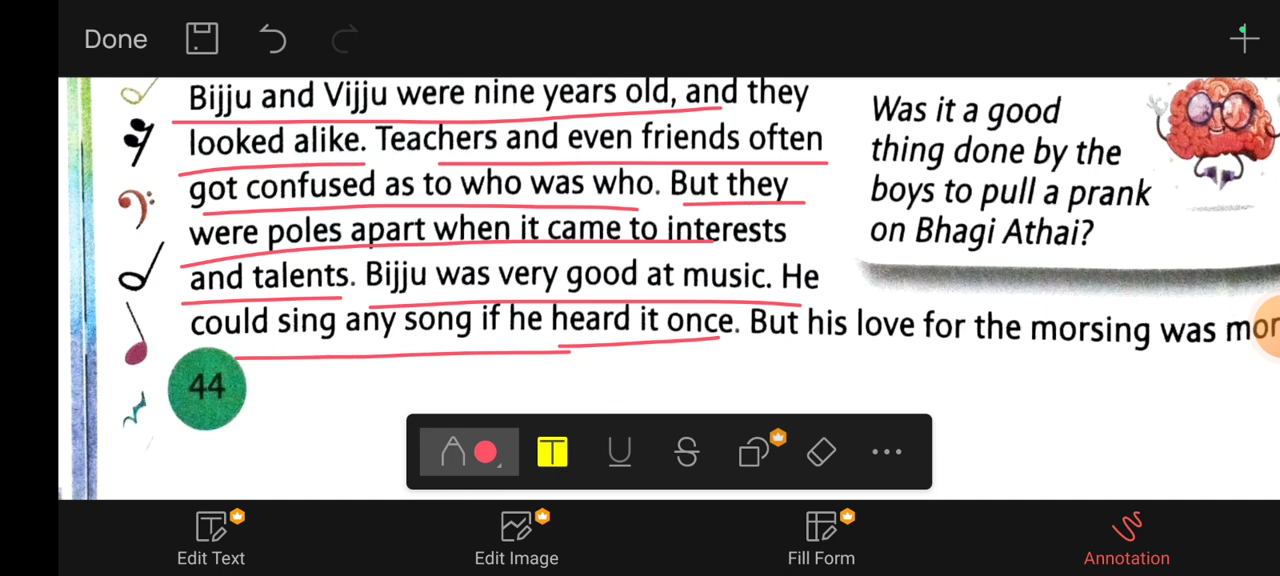 Done
Bijju and Vijju were nine years old, and they
looked alike. Teachers and even friends often
got confused as to who was who. But they
were poles apart when it came to interests
and talents. Bijju was very good at music. He
could sing any song if he heard it once. But his love for the morsing was
44
Was it a good
thing done by the
boys to pull a prank
on Bhagi Athai?
Edit Text
Edit Image
Fill Form
Annotation